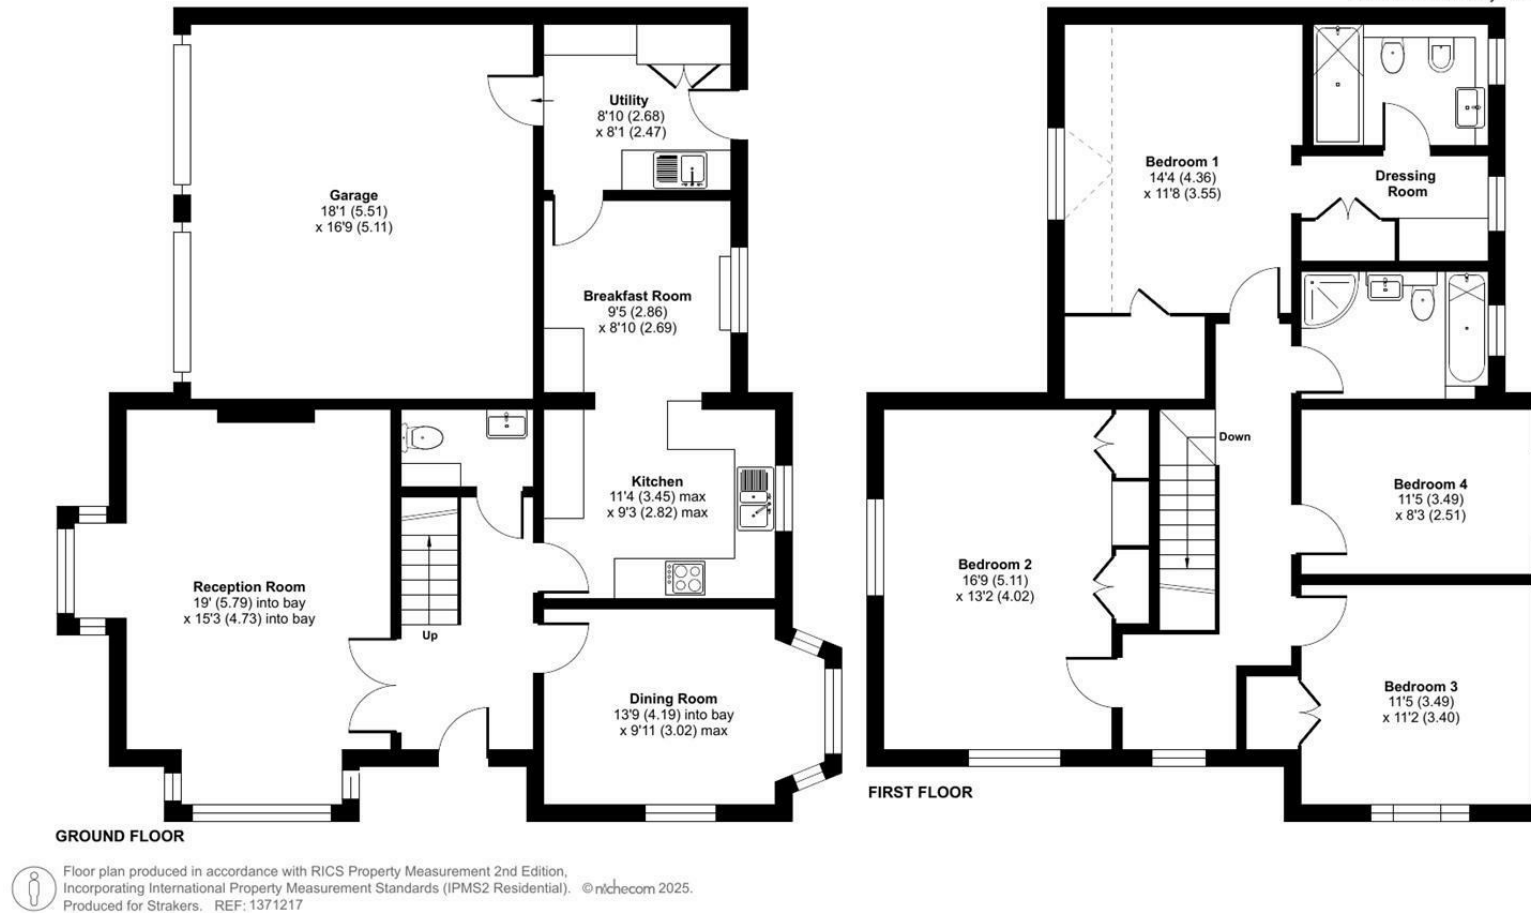 Utility
8'10 (2.68)
x 8'1 (2.47)
Garage
18'1 (5.51)
x 16'9 (5.11)
Breakfast Room
9'5 (2.86)
x 8'10 (2.69)
Kitchen
11'4 (3.45) max
x 9'3 (2.82) max
Reception Room
19' (5.79) into bay
x 15'3 (4.73) into bay
Up
Dining Room
13'9 (4.19) into bay
x 9'11 (3.02) max
GROUND FLOOR
Bedroom 1
14'4 (4.36)
x 11'8 (3.55)
Dressing
Room
Down
Bedroom 4
11'5 (3.49)
x 8'3 (2.51)
Bedroom 2
16'9 (5.11)
x 13'2 (4.02)
Bedroom 3
11'5 (3.49)
x 11'2 (3.40)
FIRST FLOOR
Floor plan produced in accordance with RICS Property Measurement 2nd Edition,
Incorporating International Property Measurement Standards (IPMS2 Residential). © nichecom 2025.
Produced for Strakers. REF: 1371217